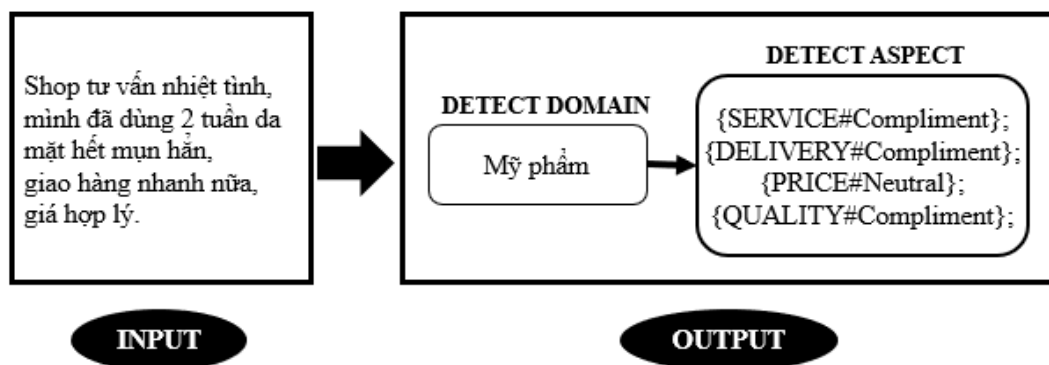 Shop tư vấn nhiệt tình,
mình đã dùng 2 tuần da
mặt hết mụn hẳn,
giao hàng nhanh nữa,
giá hợp lý.
INPUT
DETECT DOMAIN
Mỹ phẩm
DETECT ASPECT
{SERVICE#Compliment};
{DELIVERY#Compliment};
{PRICE#Neutral};
{QUALITY#Compliment};
OUTPUT